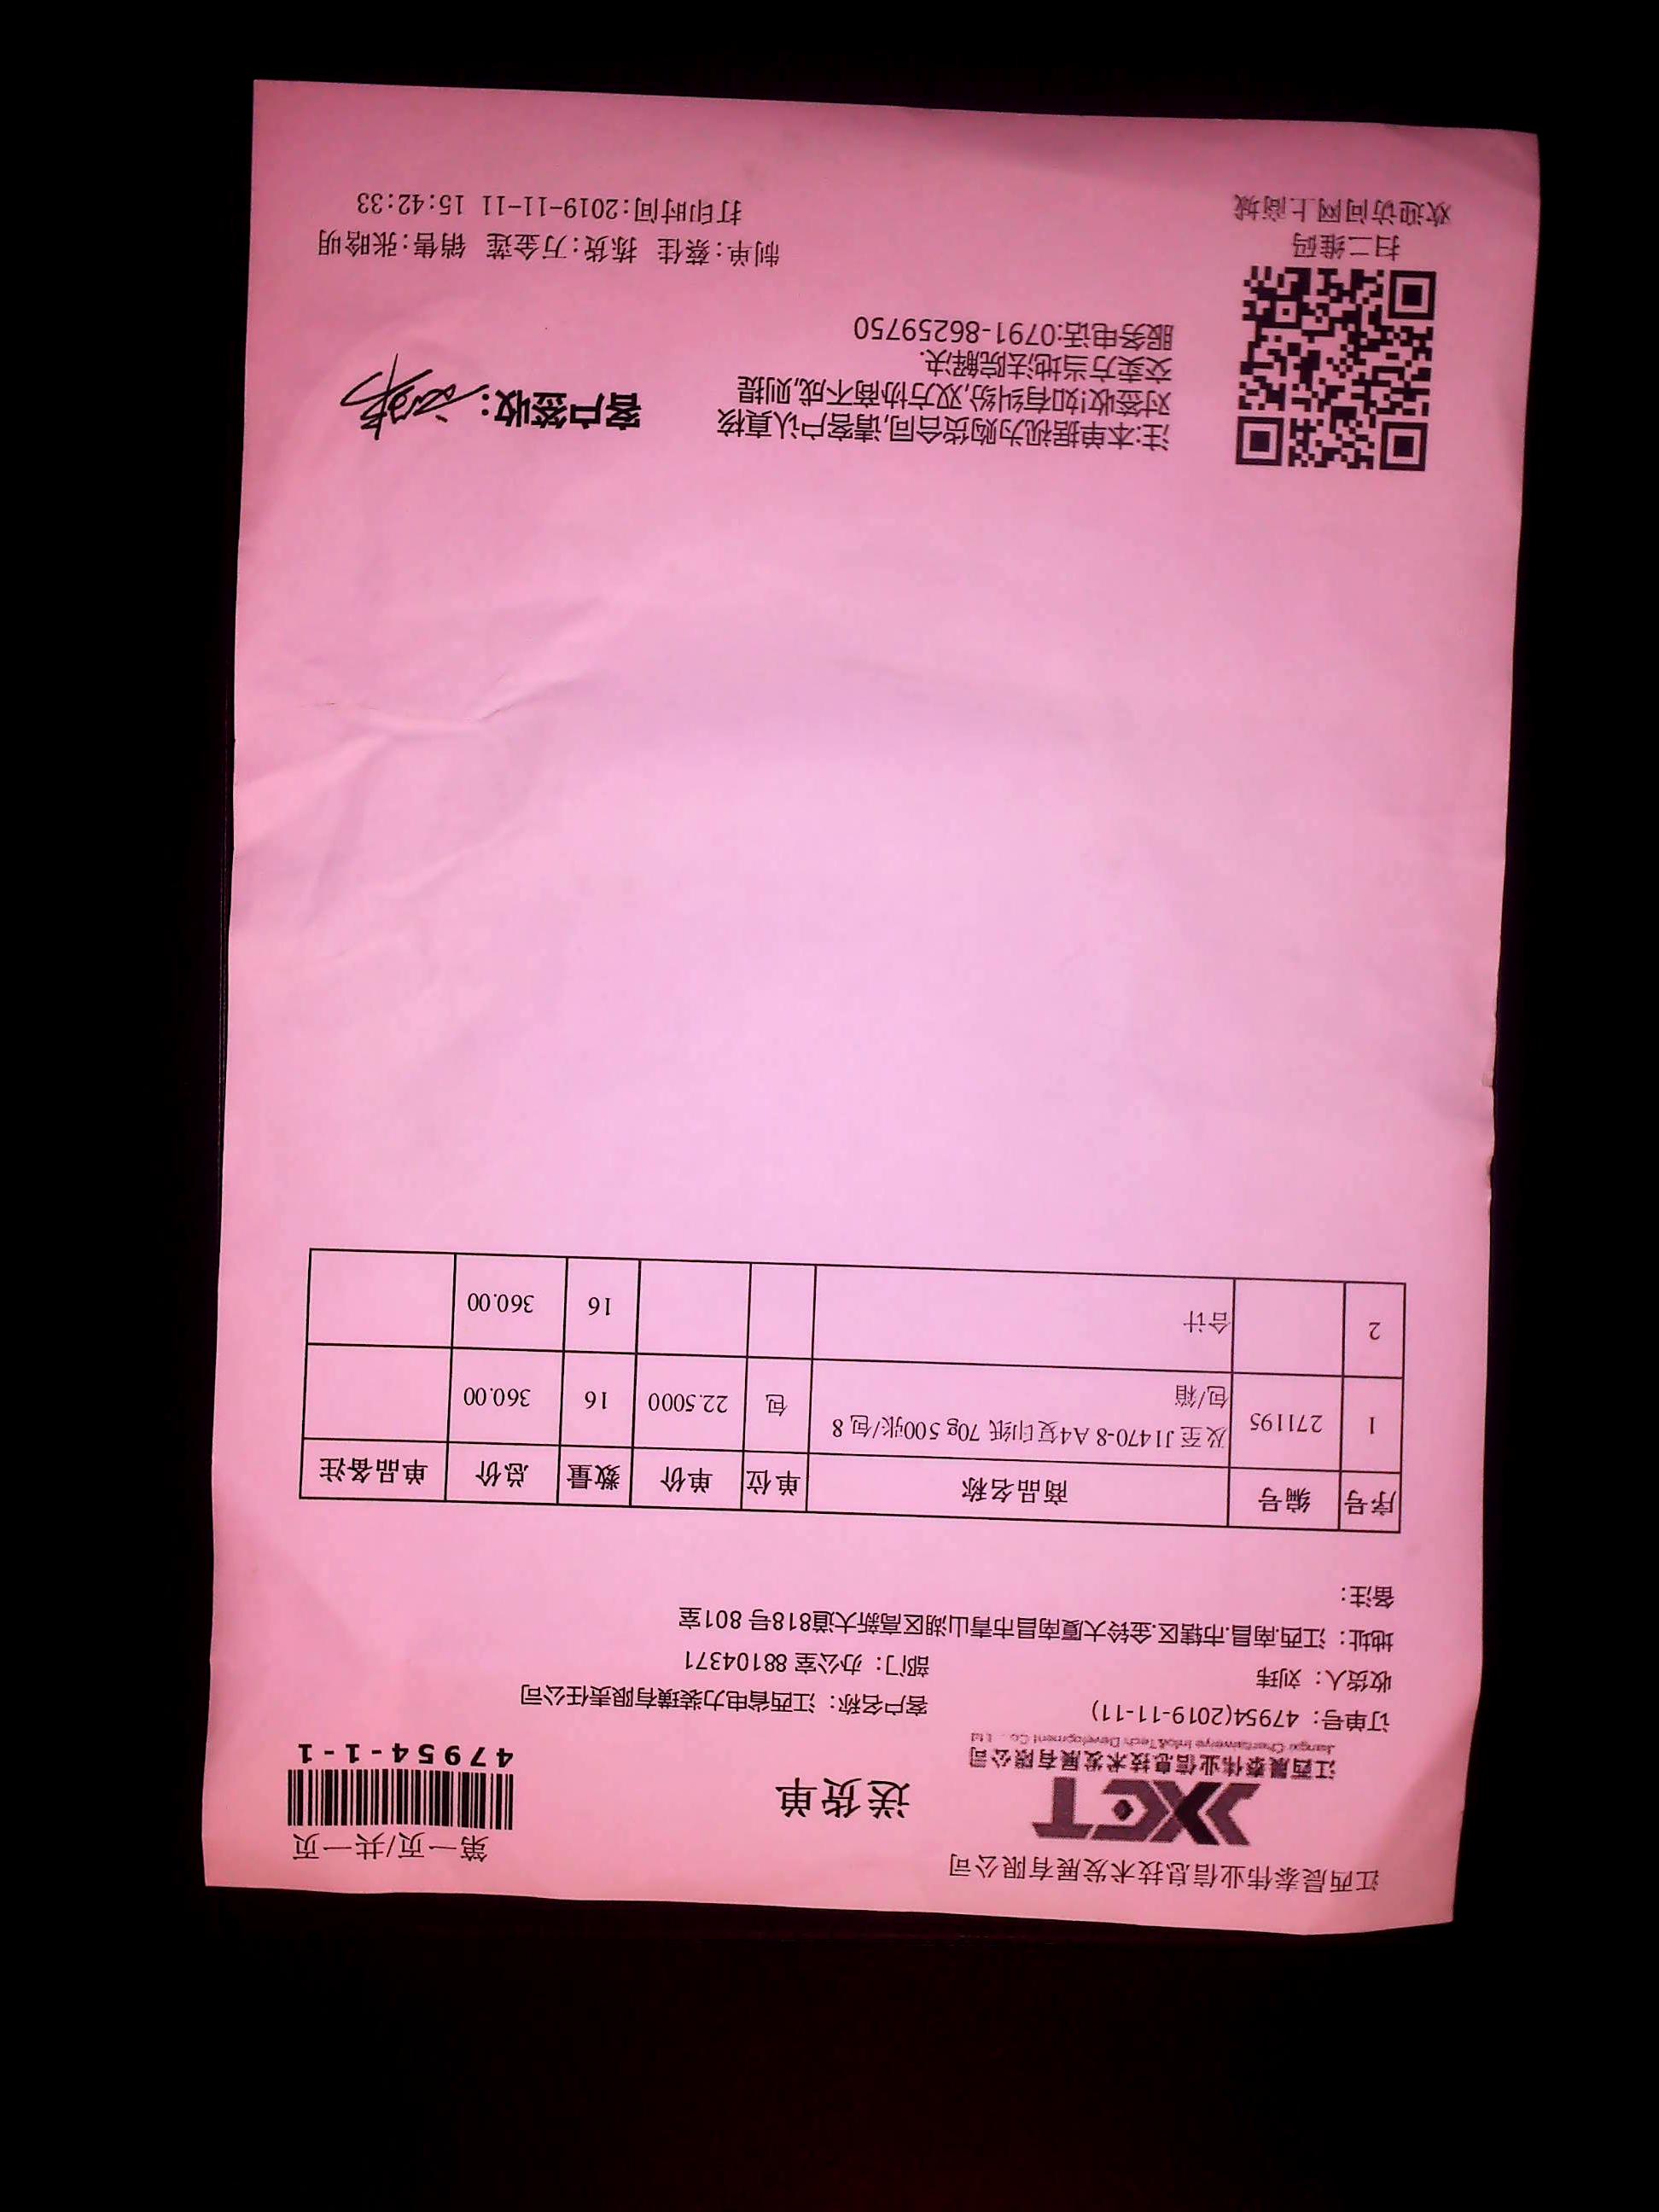 江西晨泰伟业信息技术发展有限公司
第一页/共一页
JXCT
江西晨泰伟业信息技术发展有限公司
Jiangxi Chentaiweiye Info&Tech Development Co., Ltd
送货单
47954-1-1
订单号: 47954(2019-11-11) 客户名称: 江西省电力装璜有限责任公司
收货人: 刘玮 部门: 办公室 88104371
地址: 江西.南昌.市辖区.金铃大厦南昌市青山湖区高新大道818号 801室
备注:
序号 编号 商品名称 单位 单价 数量 总价 单品备注
1 271195 及至 J1470-8 A4复印纸 70g 500张/包 8 包 22.5000 16 360.00
包/箱
2 合计 16 360.00
注:本单据视为购货合同,请客户认真核
对签收!如有纠纷,双方协商不成,则提
交卖方当地法院解决.
服务电话:0791-86259750
客户签收:
扫二维码
欢迎访问网上商城
制单:蔡佳 拣货:万金莲 销售:张晗明
打印时间:2019-11-11 15:42:33